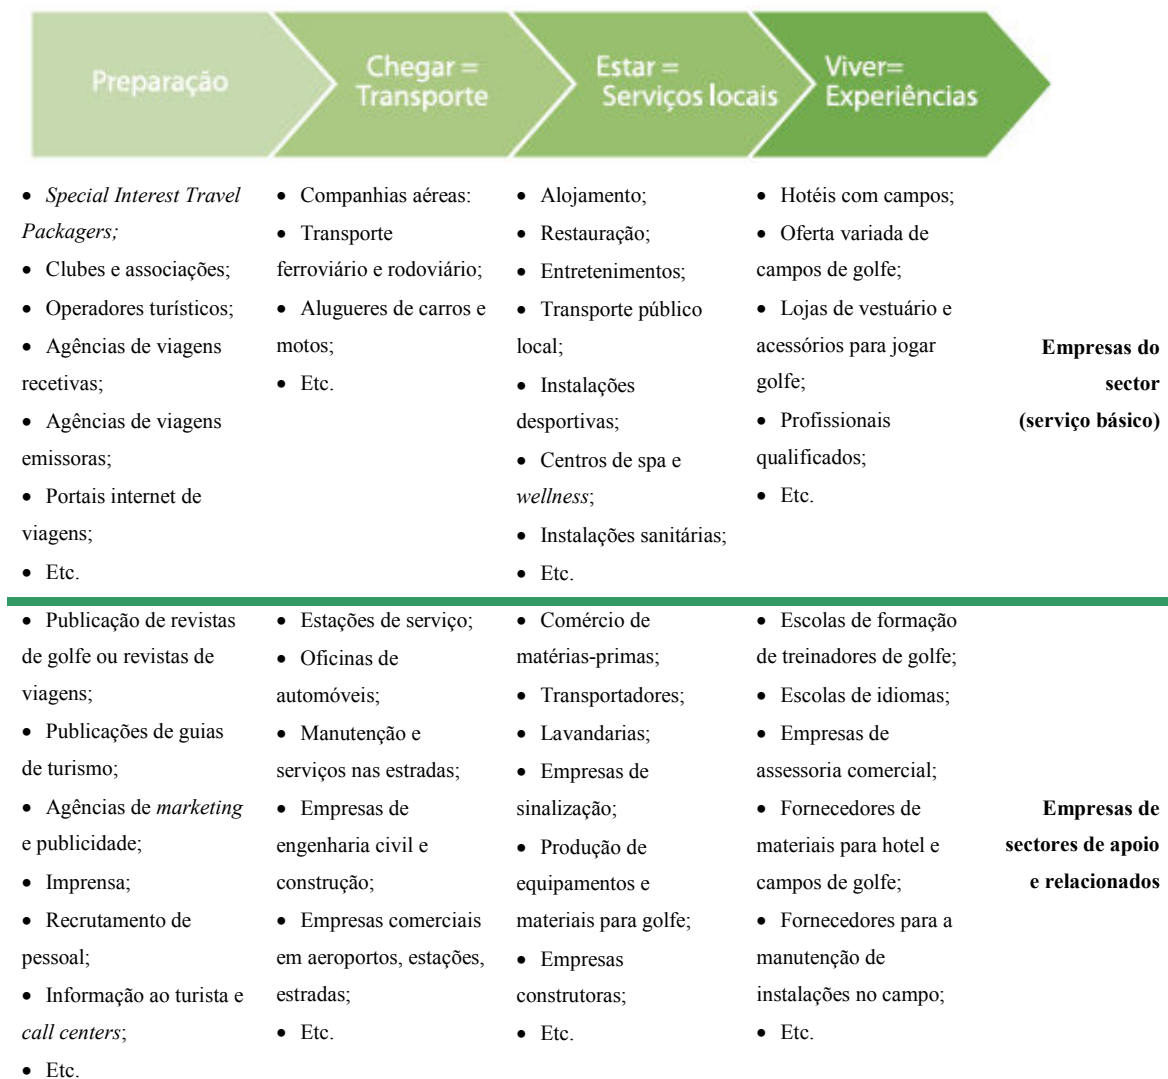 Preparação
Chegar =
Transporte
Estar =
Serviços locais
Viver=
Experiências
• Special Interest Travel
Packagers;
• Clubes e associações;
• Operadores turísticos;
• Agências de viagens
recetivas;
• Agências de viagens
emissoras;
• Portais internet de
viagens;
• Etc.
• Companhias aéreas:
• Transporte
ferroviário e rodoviário;
• Alugueres de carros e
motos;
• Etc.
• Alojamento;
• Restauração;
• Entretenimentos;
• Transporte público
local;
• Instalações
desportivas;
• Centros de spa e
wellness;
• Instalações sanitárias;
• Etc.
• Hotéis com campos;
• Oferta variada de
campos de golfe;
• Lojas de vestuário e
acessórios para jogar
golfe;
• Profissionais
qualificados;
• Etc.
Empresas do
sector
(serviço básico)
• Publicação de revistas
de golfe ou revistas de
viagens;
• Publicações de guias
de turismo;
• Agências de marketing
e publicidade;
• Imprensa;
• Recrutamento de
pessoal;
• Informação ao turista e
call centers;
• Etc.
• Estações de serviço;
• Oficinas de
automóveis;
• Manutenção e
serviços nas estradas;
• Empresas de
engenharia civil e
construção;
• Empresas comerciais
em aeroportos, estações,
estradas;
• Etc.
• Comércio de
matérias-primas;
• Transportadores;
• Lavandarias;
• Empresas de
sinalização;
• Produção de
equipamentos e
materiais para golfe;
• Empresas
construtoras;
• Etc.
• Escolas de formação
de treinadores de golfe;
• Escolas de idiomas;
• Empresas de
assessoria comercial;
• Fornecedores de
materiais para hotel e
campos de golfe;
• Fornecedores para a
manutenção de
instalações no campo;
• Etc.
Empresas de
sectores de apoio
e relacionados